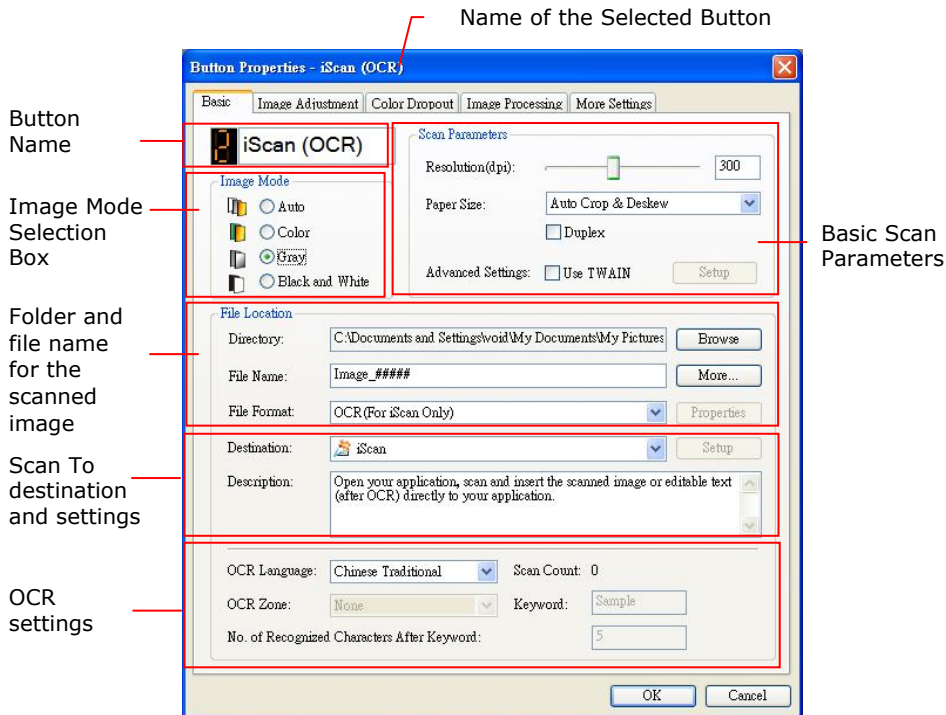 Name of the Selected Button
Button Properties - iScan (OCR)
Basic Image Adjustment Color Dropout Image Processing More Settings
Button
Name
2 iScan (OCR)
Image Mode
Selection
Box
Image Mode
Auto
Color
Gray
Black and White
Scan Parameters
Resolution(dpi): 300
Paper Size: Auto Crop & Deskew
Duplex
Advanced Settings: Use TWAIN Setup
Basic Scan
Parameters
Folder and
file name
for the
scanned
image
File Location
Directory: C:\Documents and Settings\void\My Documents\My Pictures Browse
File Name: Image_##### More...
File Format: OCR(For iScan Only) Properties
Scan To
destination
and settings
Destination: iScan Setup
Description: Open your application, scan and insert the scanned image or editable text
(after OCR) directly to your application.
OCR
settings
OCR Language: Chinese Traditional Scan Count: 0
OCR Zone: None Keyword: Sample
No. of Recognized Characters After Keyword: 5
OK Cancel